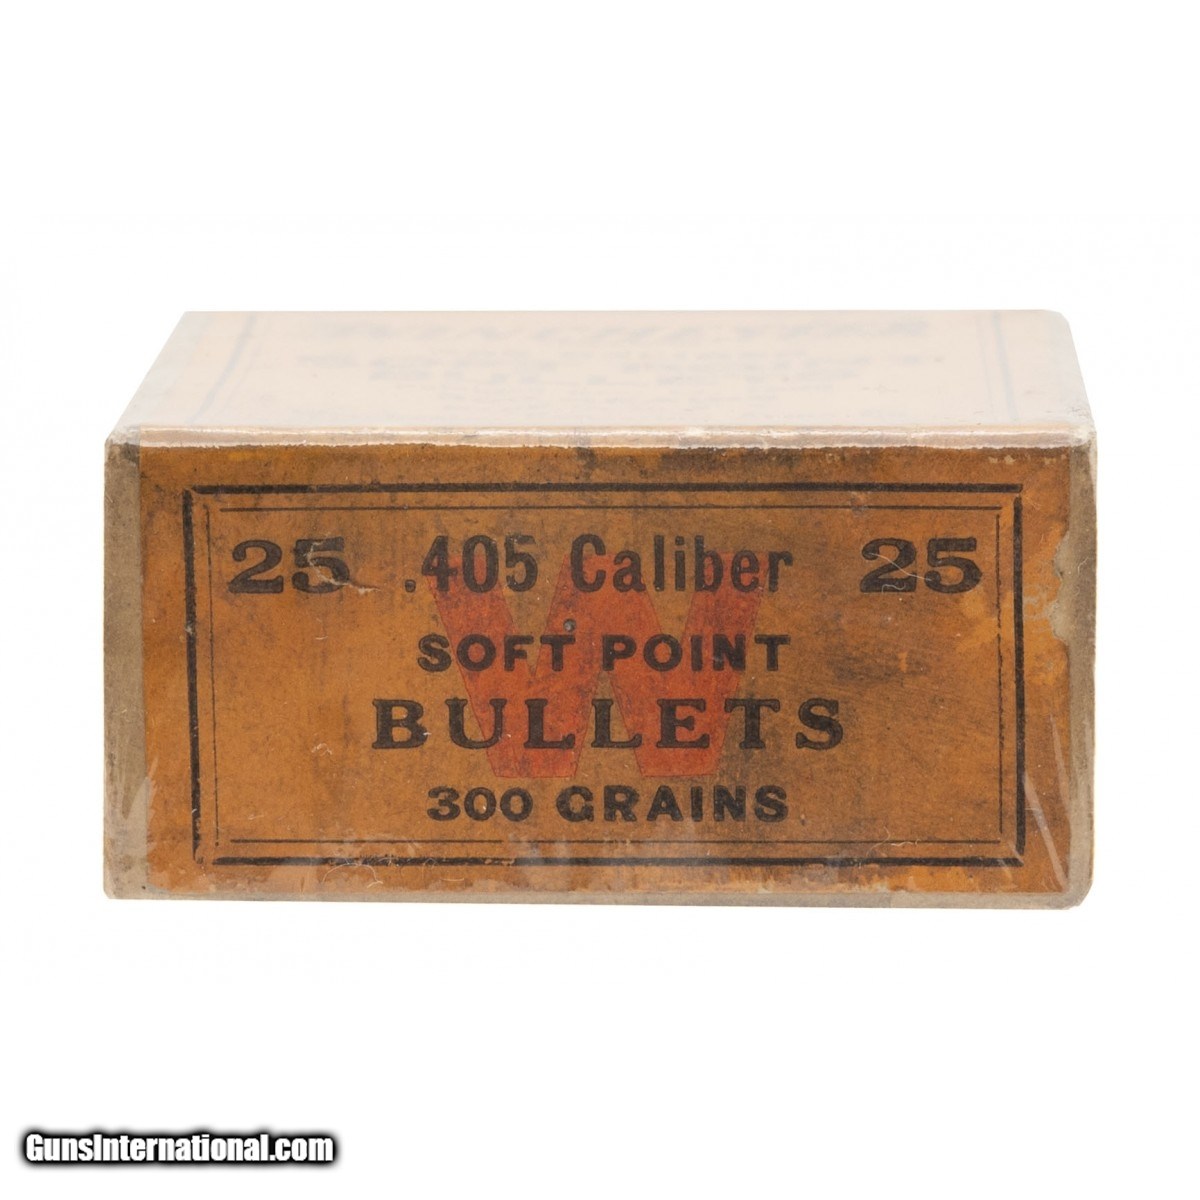 25 .405 Caliber 25
W
SOFT POINT
BULLETS
300 GRAINS
GunsInternational.com